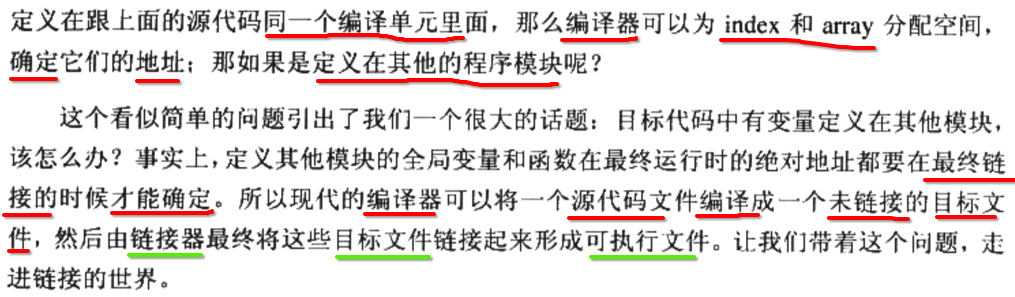 定义在跟上面的源代码同一个编译单元里面，那么编译器可以为 index 和 array 分配空间，
确定它们的地址；那如果是定义在其他的程序模块呢？
这个看似简单的问题引出了我们一个很大的话题：目标代码中有变量定义在其他模块，
该怎么办？事实上，定义其他模块的全局变量和函数在最终运行时的绝对地址都要在最终链
接的时候才能确定。所以现代的编译器可以将一个源代码文件编译成一个未链接的目标文
件，然后由链接器最终将这些目标文件链接起来形成可执行文件。让我们带着这个问题，走
进链接的世界。